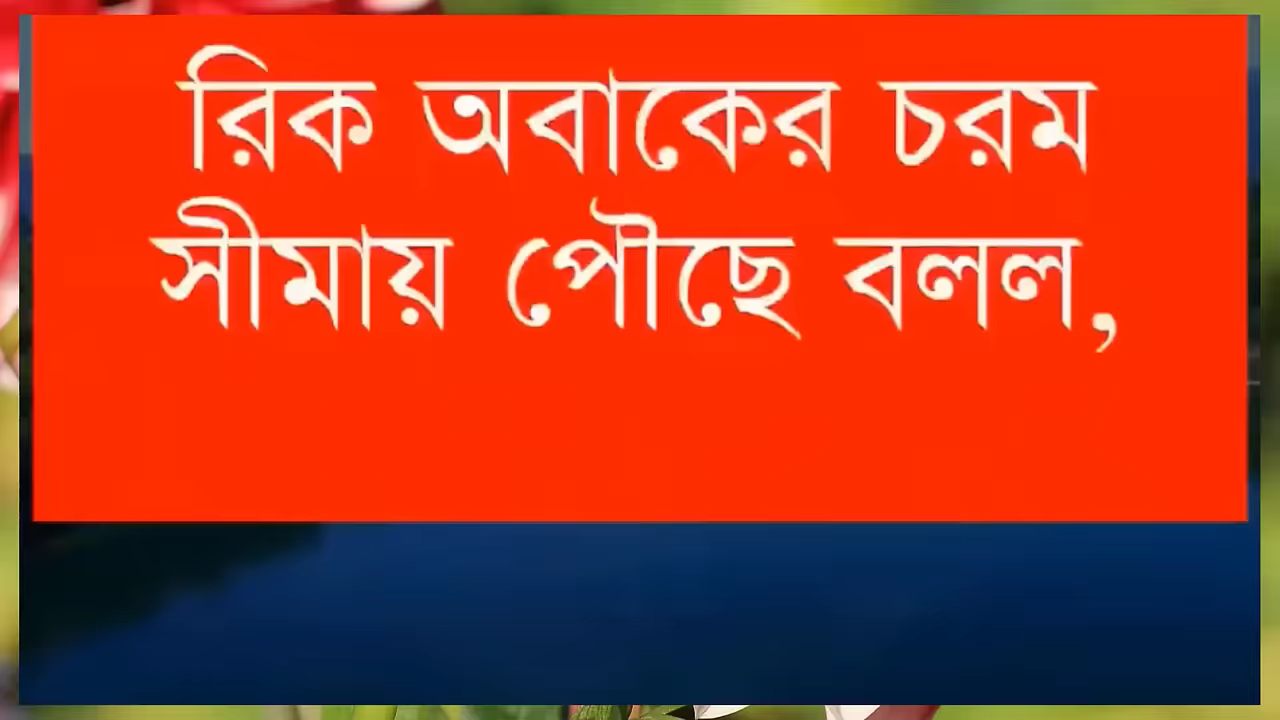 রিক অবাকের চরম
সীমায় পৌছে বলল,